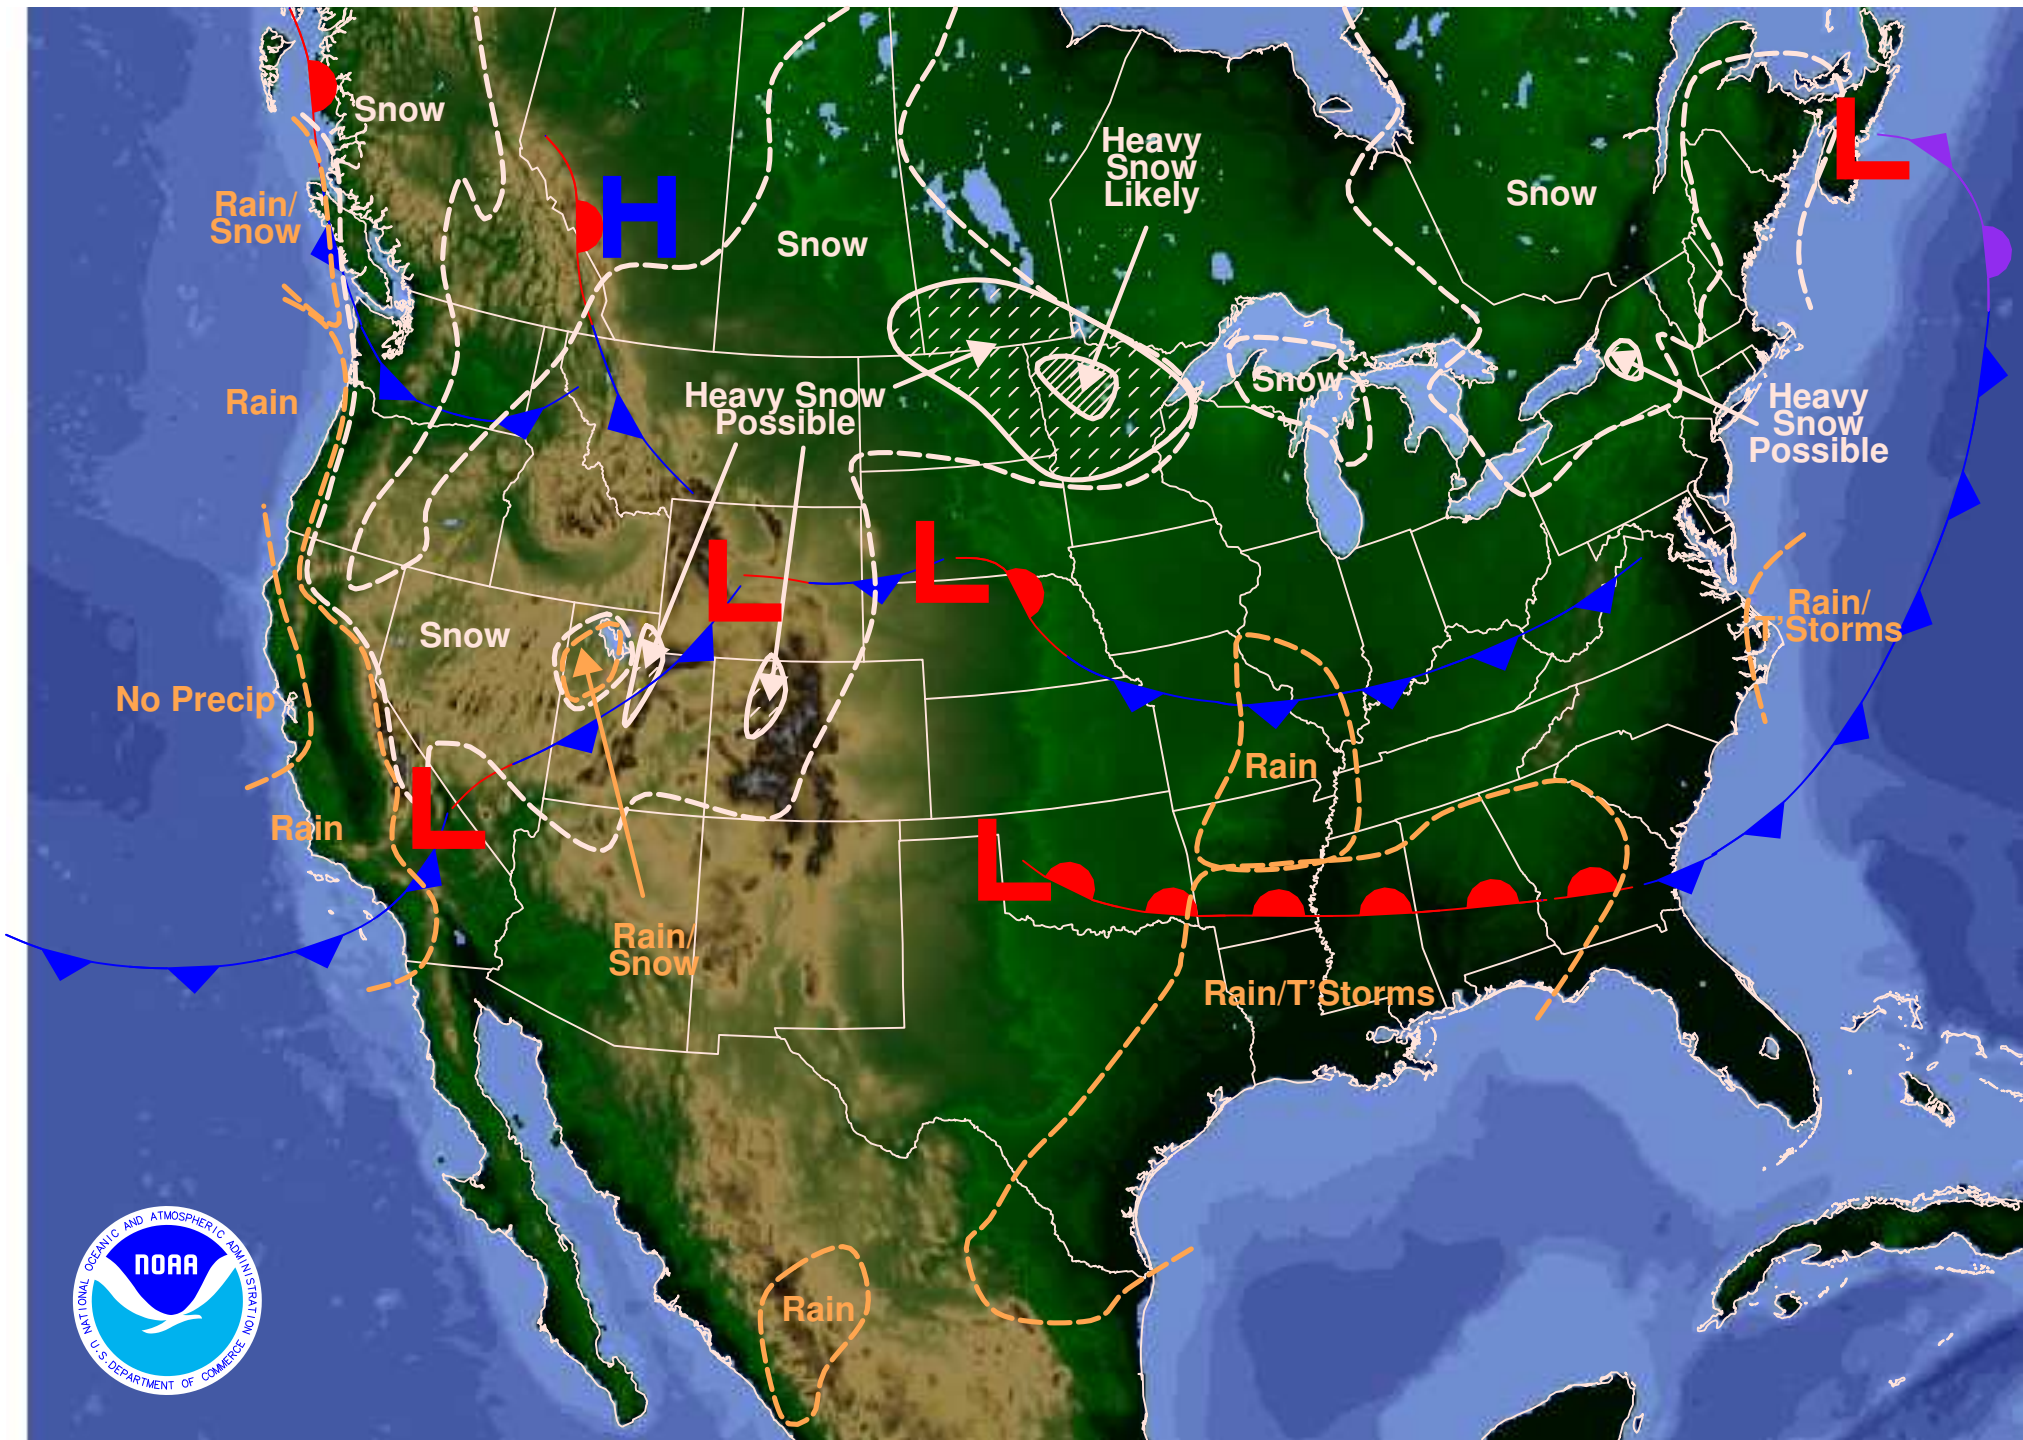 Snow
Heavy
Snow
Likely
Rain/
Snow
H
L
Snow
Snow
Heavy Snow
Possible
Rain
Snow
Heavy
Snow
Possible
L
L
Snow
Rain/
T'Storms
No Precip
Rain
L
Rain
L
Rain/
Snow
Rain/T'Storms
Rain
NATIONAL OCEANIC AND ATMOSPHERIC ADMINISTRATION
NOAA
U.S. DEPARTMENT OF COMMERCE